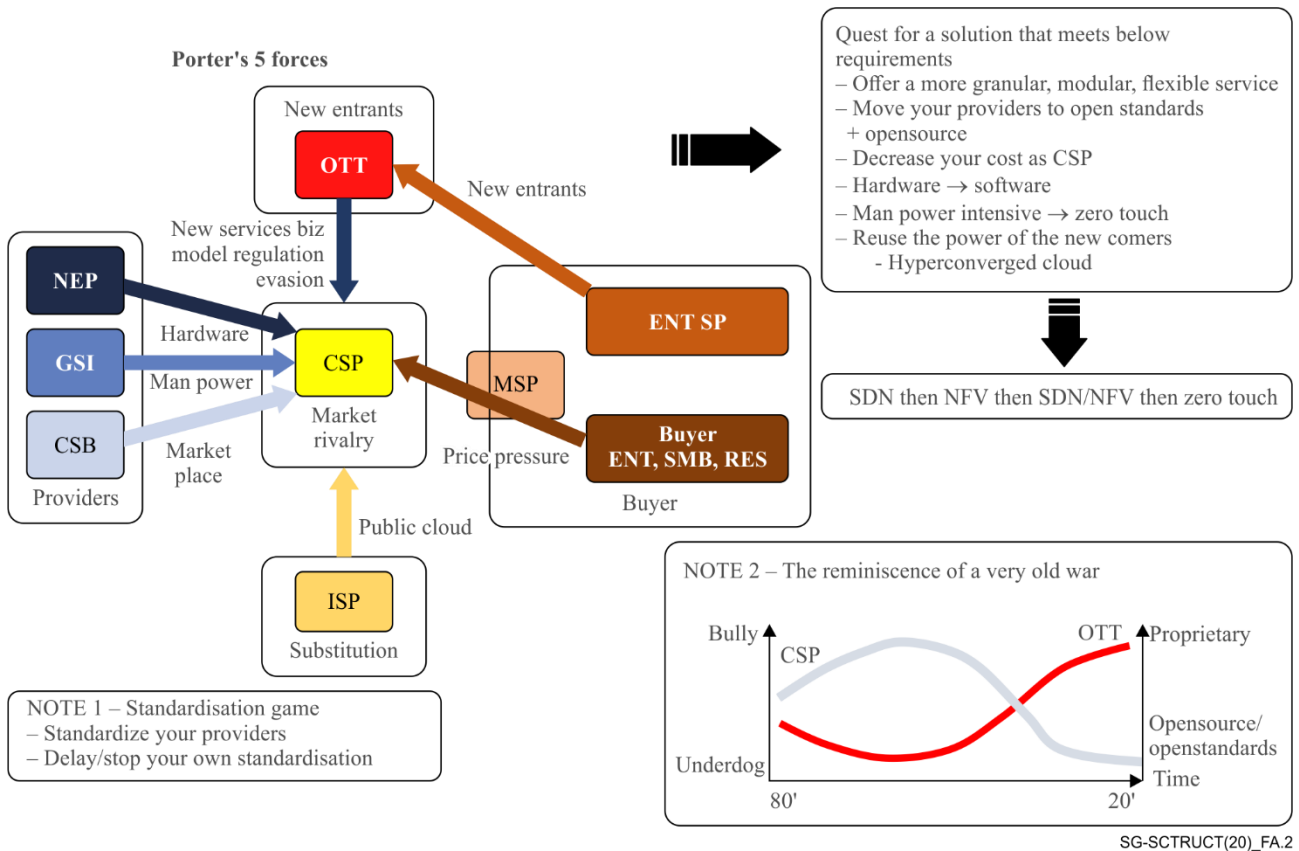 Porter's 5 forces
New entrants
OTT
New entrants
New services biz
model regulation
evasion
NEP
Hardware
GSI
Man power
CSB
Market
place
Providers
CSP
Market
rivalry
MSP
ENT SP
Price pressure
Buyer
ENT, SMB, RES
Buyer
Public cloud
ISP
Substitution
Quest for a solution that meets below
requirements
– Offer a more granular, modular, flexible service
– Move your providers to open standards
+ opensource
– Decrease your cost as CSP
– Hardware → software
– Man power intensive → zero touch
– Reuse the power of the new comers
- Hyperconverged cloud
SDN then NFV then SDN/NFV then zero touch
NOTE 1 – Standardisation game
– Standardize your providers
– Delay/stop your own standardisation
NOTE 2 – The reminiscence of a very old war
Bully
CSP
OTT
Proprietary
Opensource/
openstandards
Underdog
Time
80'
20'
SG-SCTRUCT(20)_FA.2